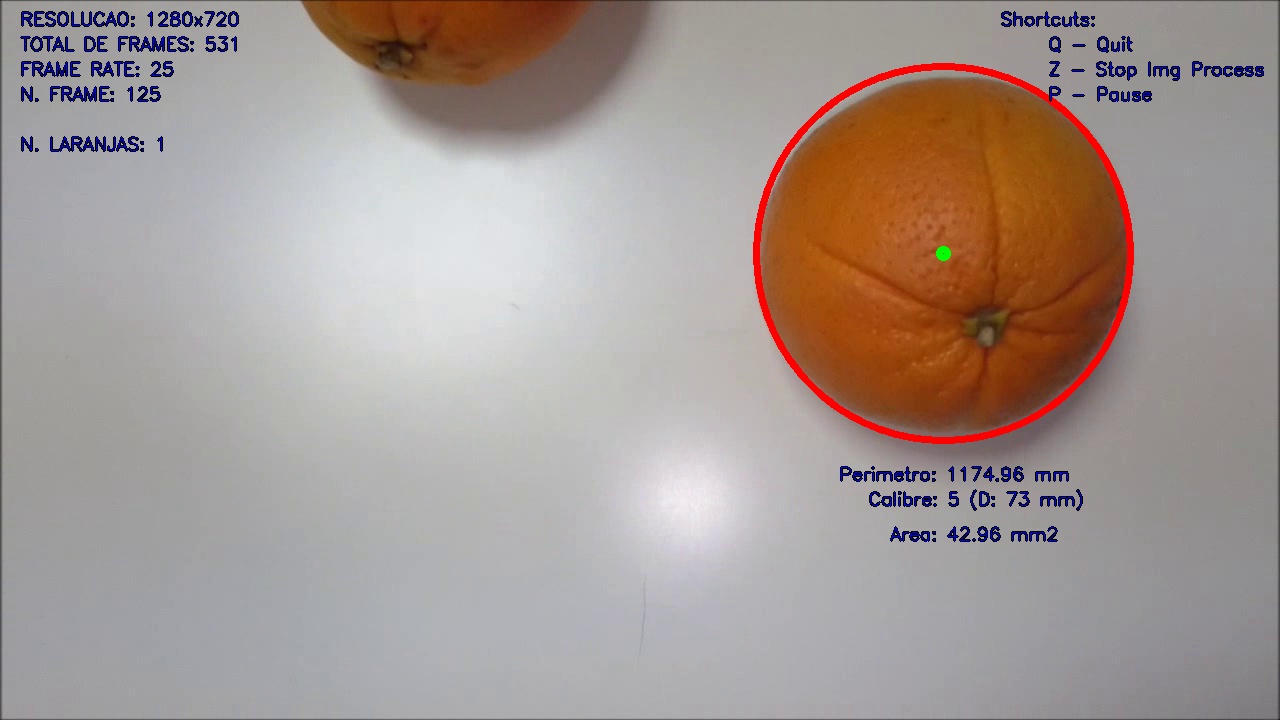 RESOLUCAO: 1280x720
TOTAL DE FRAMES: 531
FRAME RATE: 25
N. FRAME: 125
N. LARANJAS: 1
Shortcuts:
Q - Quit
Z - Stop Img Process
P - Pause
Perimetro: 1174.96 mm
Calibre: 5 (D: 73 mm)
Area: 42.96 mm2